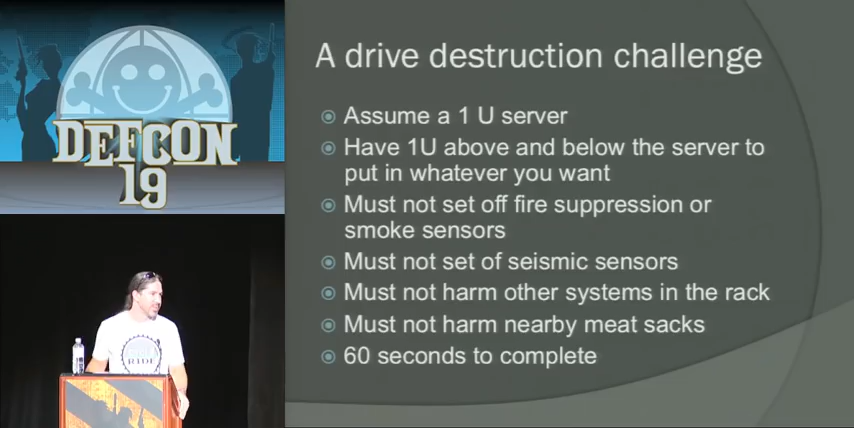 DEFCON
19
A drive destruction challenge
Assume a 1 U server
Have 1U above and below the server to
put in whatever you want
Must not set off fire suppression or
smoke sensors
Must not set of seismic sensors
Must not harm other systems in the rack
Must not harm nearby meat sacks
60 seconds to complete
RIDE